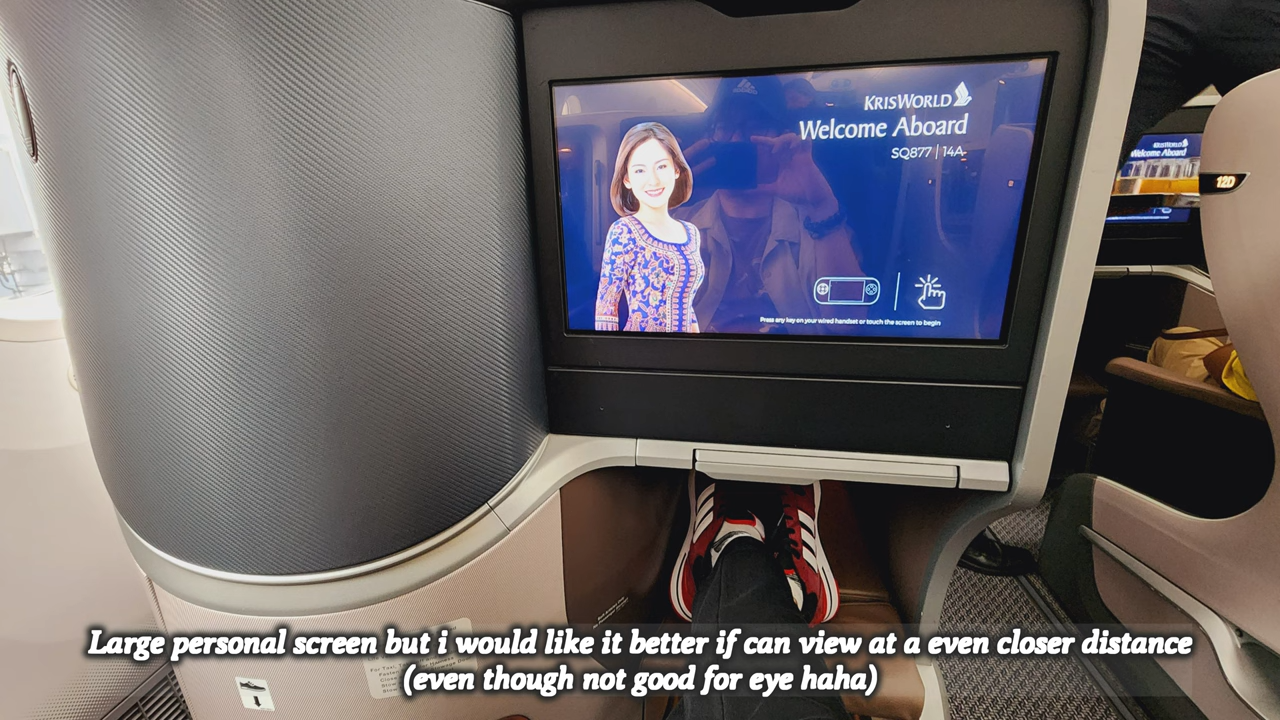 KRISWORLD
Welcome Aboard
SQ877 | 14A
Press any key on your wired handset or touch the screen to begin
KRISWORLD
Welcome Aboard
12D
Large personal screen but i would like it better if can view at a even closer distance
(even though not good for eye haha)